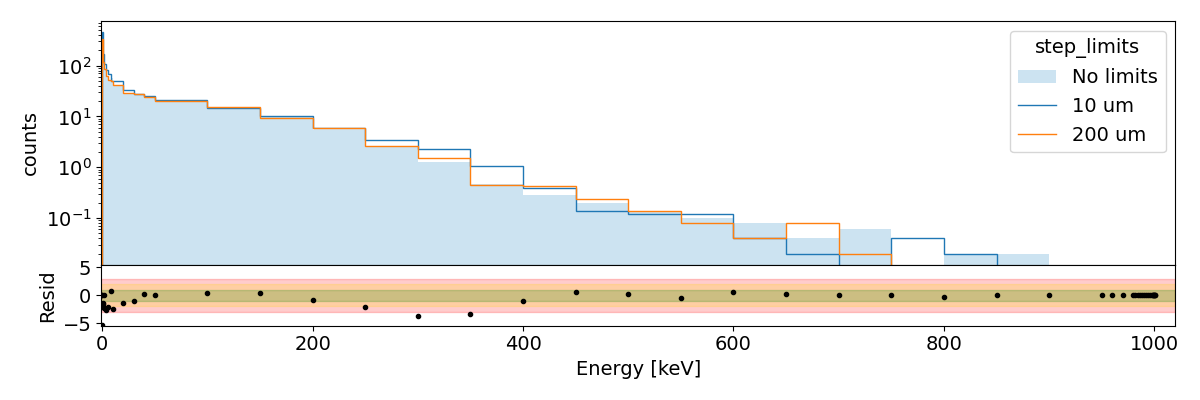 step_limits
No limits
10 um
200 um
counts
10²
10¹
10⁰
10⁻¹
Resid
5
0
−5
0 200 400 600 800 1000
Energy [keV]